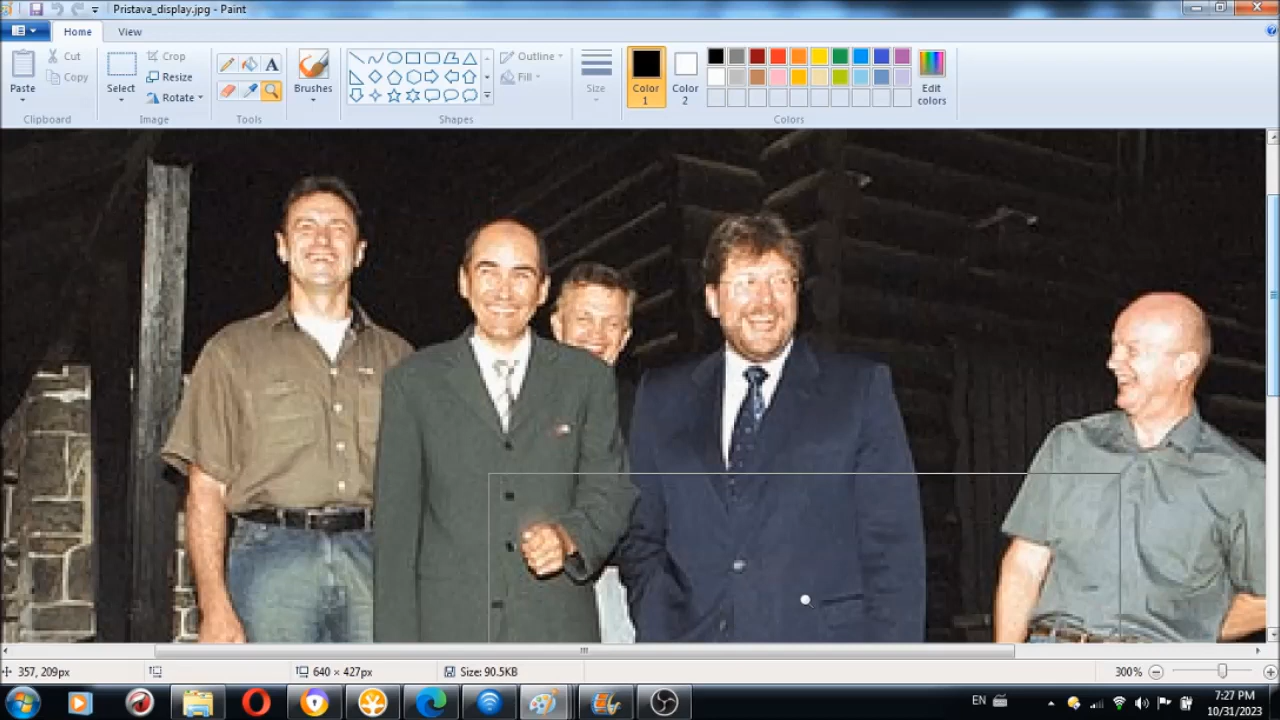 Pristava_display.jpg - Paint
Home View
Paste
Cut
Copy
Clipboard
Select
Crop
Resize
Rotate
Image
A
Tools
Brushes
Shapes
Outline
Fill
Size
Color 1
Color 2
Edit colors
Colors
357, 209px
640 × 427px
Size: 90.5KB
300%
EN
7:27 PM
10/31/2023